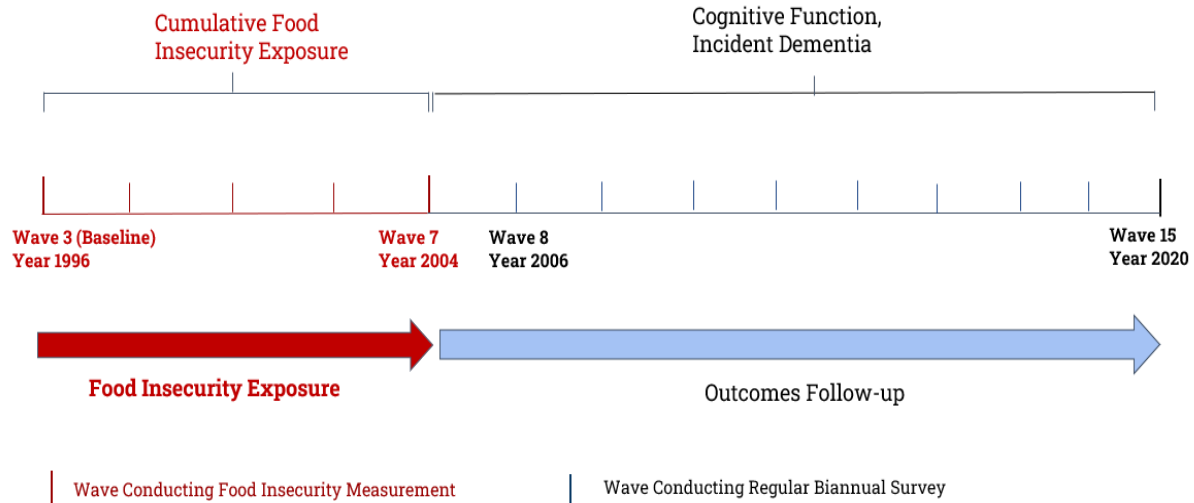 Cumulative Food
Insecurity Exposure
Cognitive Function,
Incident Dementia
Wave 3 (Baseline)
Year 1996
Wave 7
Year 2004
Wave 8
Year 2006
Wave 15
Year 2020
Food Insecurity Exposure
Outcomes Follow-up
Wave Conducting Food Insecurity Measurement
Wave Conducting Regular Biannual Survey